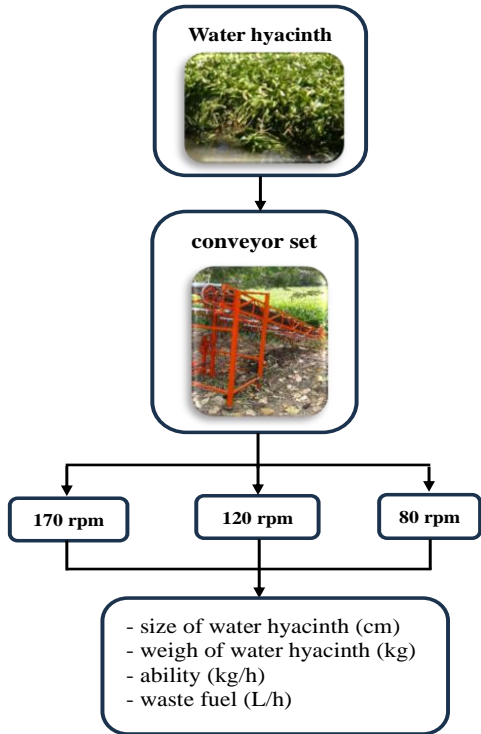 Water hyacinth
conveyor set
170 rpm
120 rpm
80 rpm
- size of water hyacinth (cm)
- weigh of water hyacinth (kg)
- ability (kg/h)
- waste fuel (L/h)